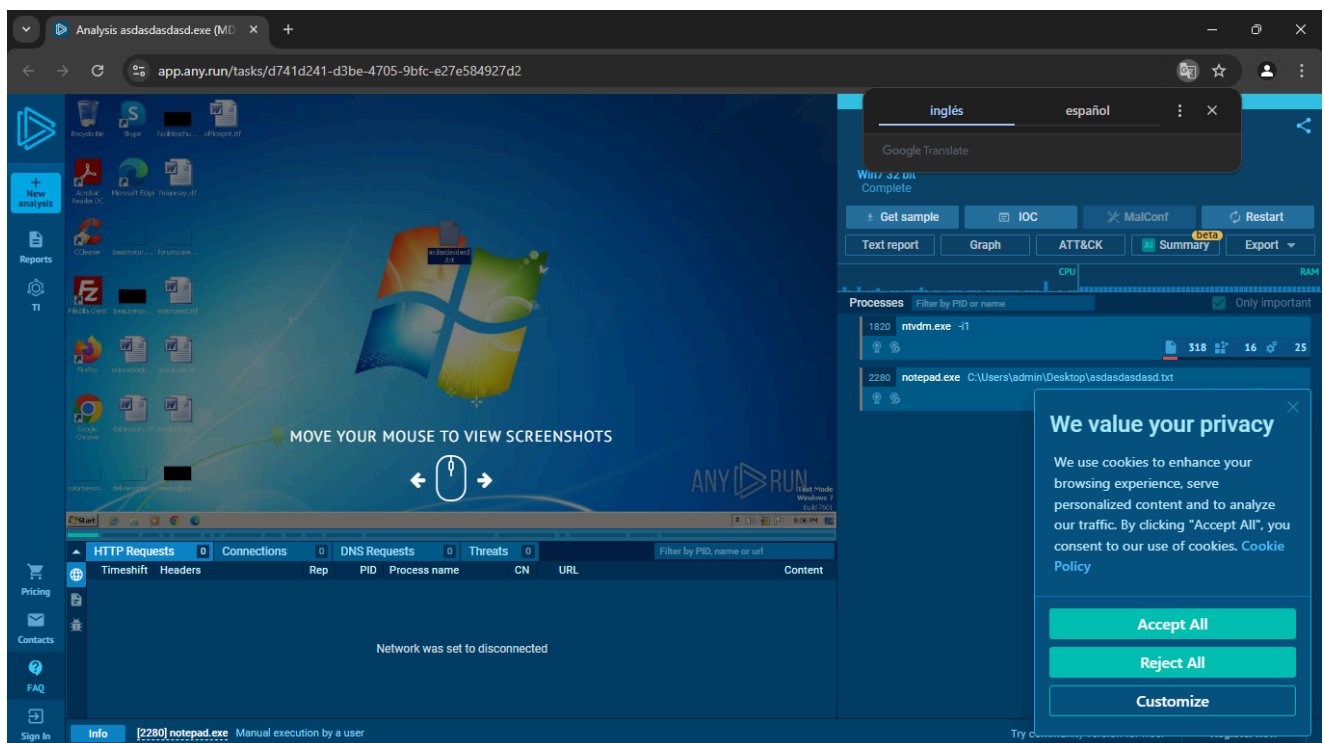 Analysis asdasdasdasd.exe (MD
app.any.run/tasks/d741d241-d3be-4705-9bfc-e27e584927d2
inglés español
Google Translate
Win7 32 bit
Complete
New analysis
Reports
TI
Pricing
Contacts
FAQ
Sign In
Recycle Bin Skype
Acrobat Reader DC Microsoft Edge
CCleaner
FileZilla Client
Firefox
Google Chrome
asdasdasdasd
.txt
MOVE YOUR MOUSE TO VIEW SCREENSHOTS
ANY RUN
Test Mode
Windows 7
Build 7601
Start 8:06 PM
Get sample IOC MalConf Restart
Text report Graph ATT&CK AI Summary beta Export
CPU RAM
Processes Filter by PID or name Only important
1820 ntvdm.exe -i1
318 16 25
2280 notepad.exe C:\Users\admin\Desktop\asdasdasdasd.txt
HTTP Requests 0 Connections 0 DNS Requests 0 Threats 0 Filter by PID, name or url
Timeshift Headers Rep PID Process name CN URL Content
Network was set to disconnected
Info [2280] notepad.exe Manual execution by a user
Try
We value your privacy
We use cookies to enhance your
browsing experience, serve
personalized content and to analyze
our traffic. By clicking "Accept All", you
consent to our use of cookies. Cookie
Policy
Accept All
Reject All
Customize